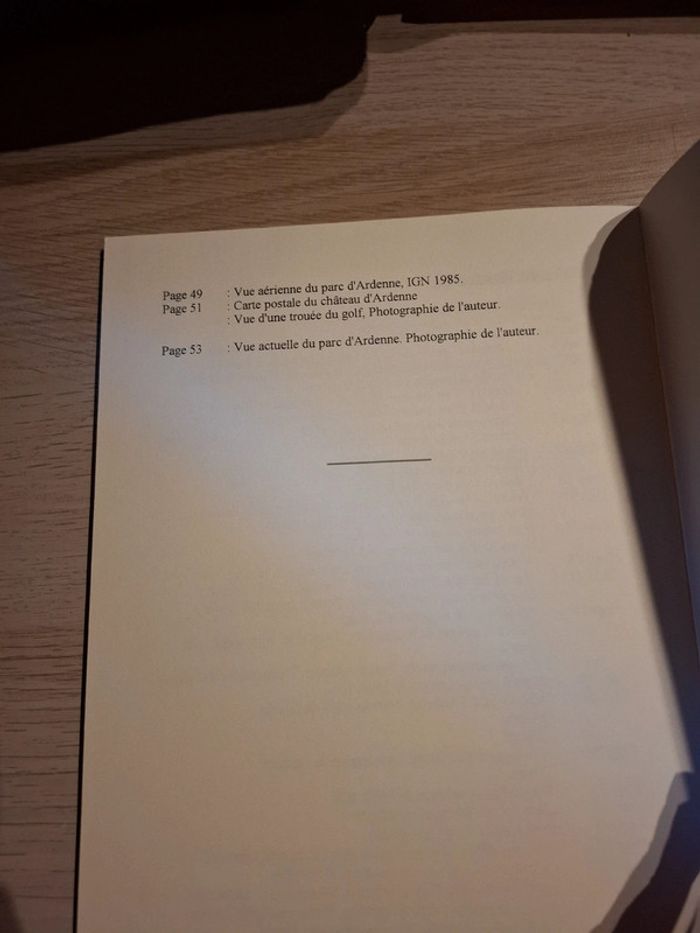 Page 49 : Vue aérienne du parc d'Ardenne, IGN 1985.
Page 51 : Carte postale du château d'Ardenne
: Vue d'une trouée du golf, Photographie de l'auteur.
Page 53 : Vue actuelle du parc d'Ardenne. Photographie de l'auteur.